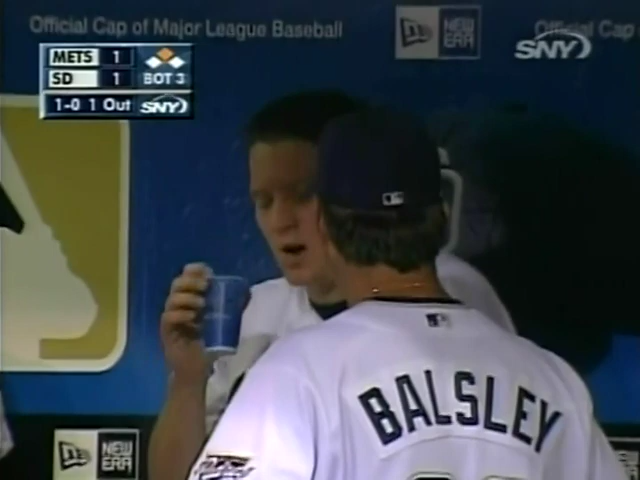 Official Cap of Major League Baseball
NEW
ERA
Official Cap of
SNY
METS 1
SD 1
BOT 3
1-0 1 Out SNY
BALSLEY
NEW
ERA